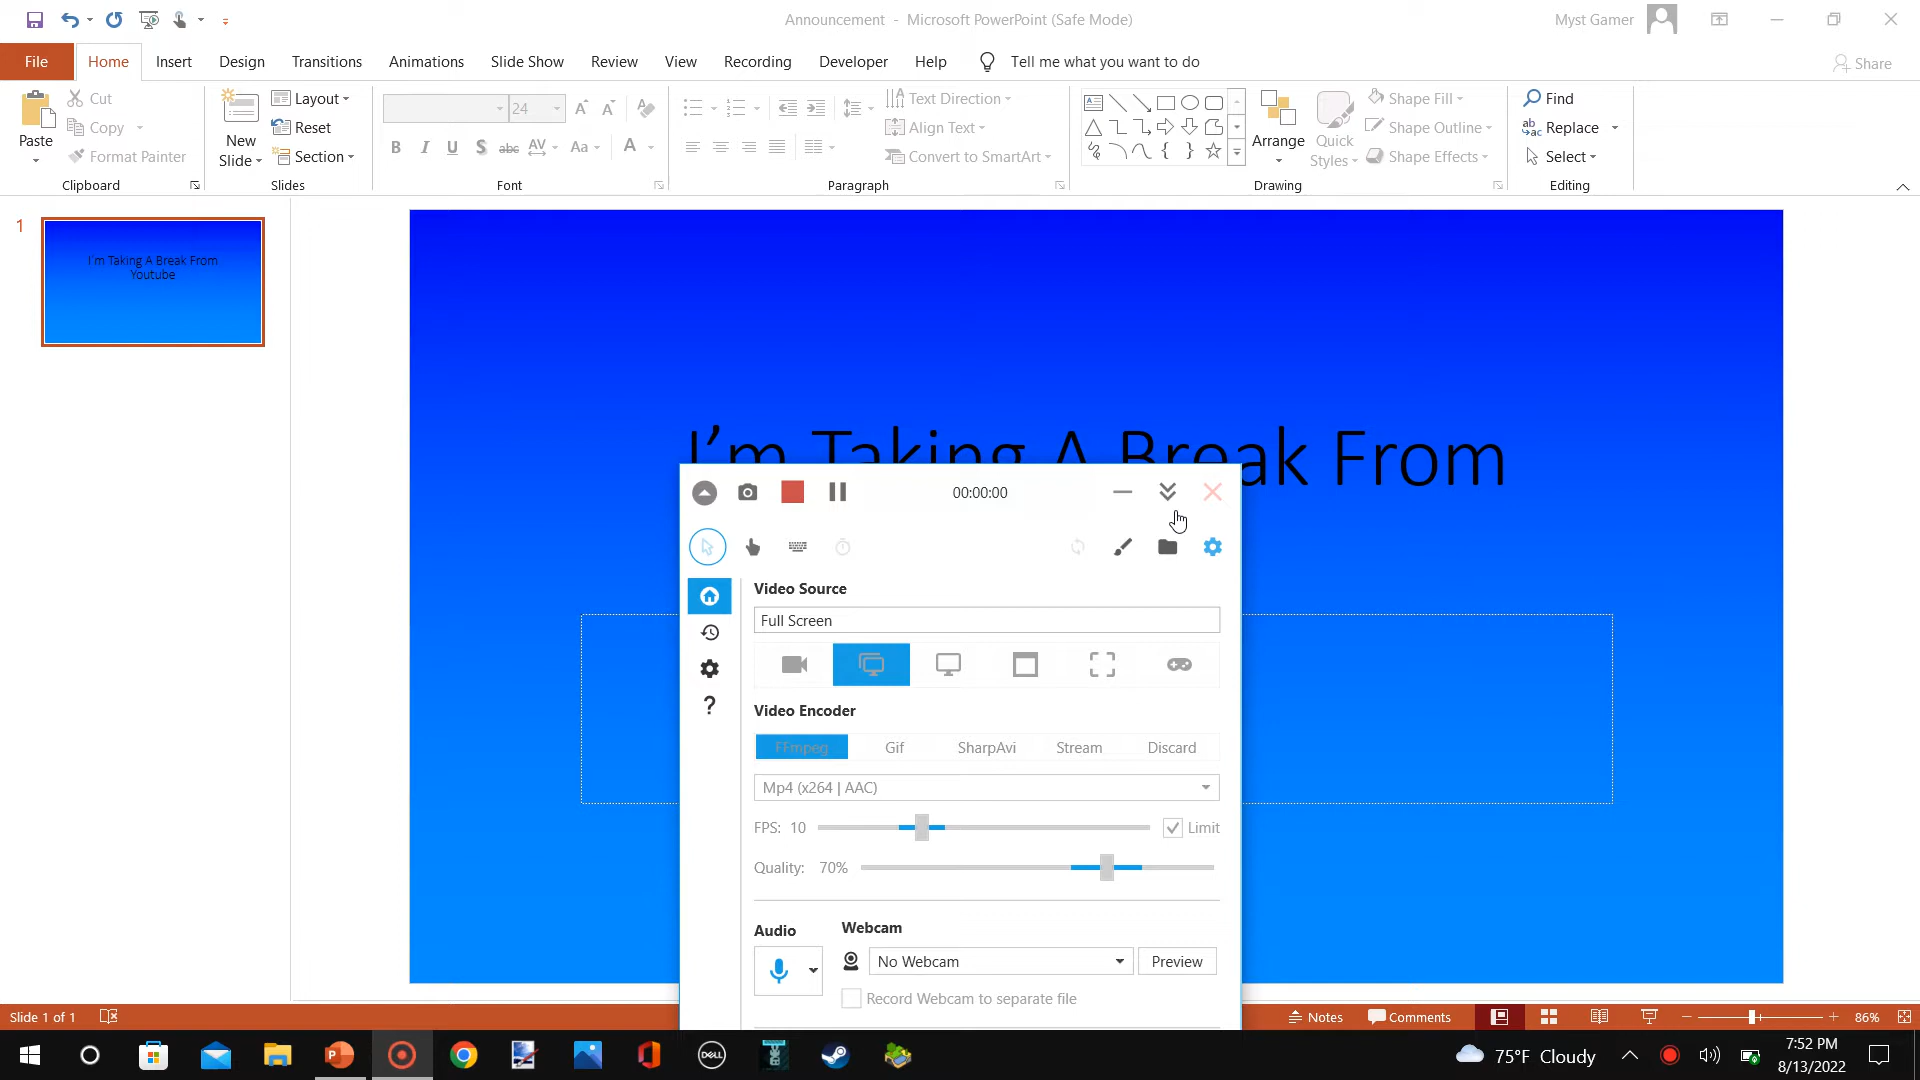 Announcement - Microsoft PowerPoint (Safe Mode)
Myst Gamer
File Home Insert Design Transitions Animations Slide Show Review View Recording Developer Help Tell me what you want to do Share
Paste
Cut
Copy
Format Painter
Clipboard
New Slide
Layout
Reset
Section
Slides
24
B I U S abc AV Aa A
Font
Text Direction
Align Text
Convert to SmartArt
Paragraph
Arrange
Quick Styles
Shape Fill
Shape Outline
Shape Effects
Drawing
Find
Replace
Select
Editing
1
I'm Taking A Break From
Youtube
I'm Taking A Break From
00:00:00
Video Source
Full Screen
Video Encoder
FFmpeg Gif SharpAvi Stream Discard
Mp4 (x264 | AAC)
FPS: 10 Limit
Quality: 70%
Audio Webcam
No Webcam Preview
Record Webcam to separate file
Slide 1 of 1 Notes Comments 86%
DELL
75°F Cloudy
7:52 PM
8/13/2022